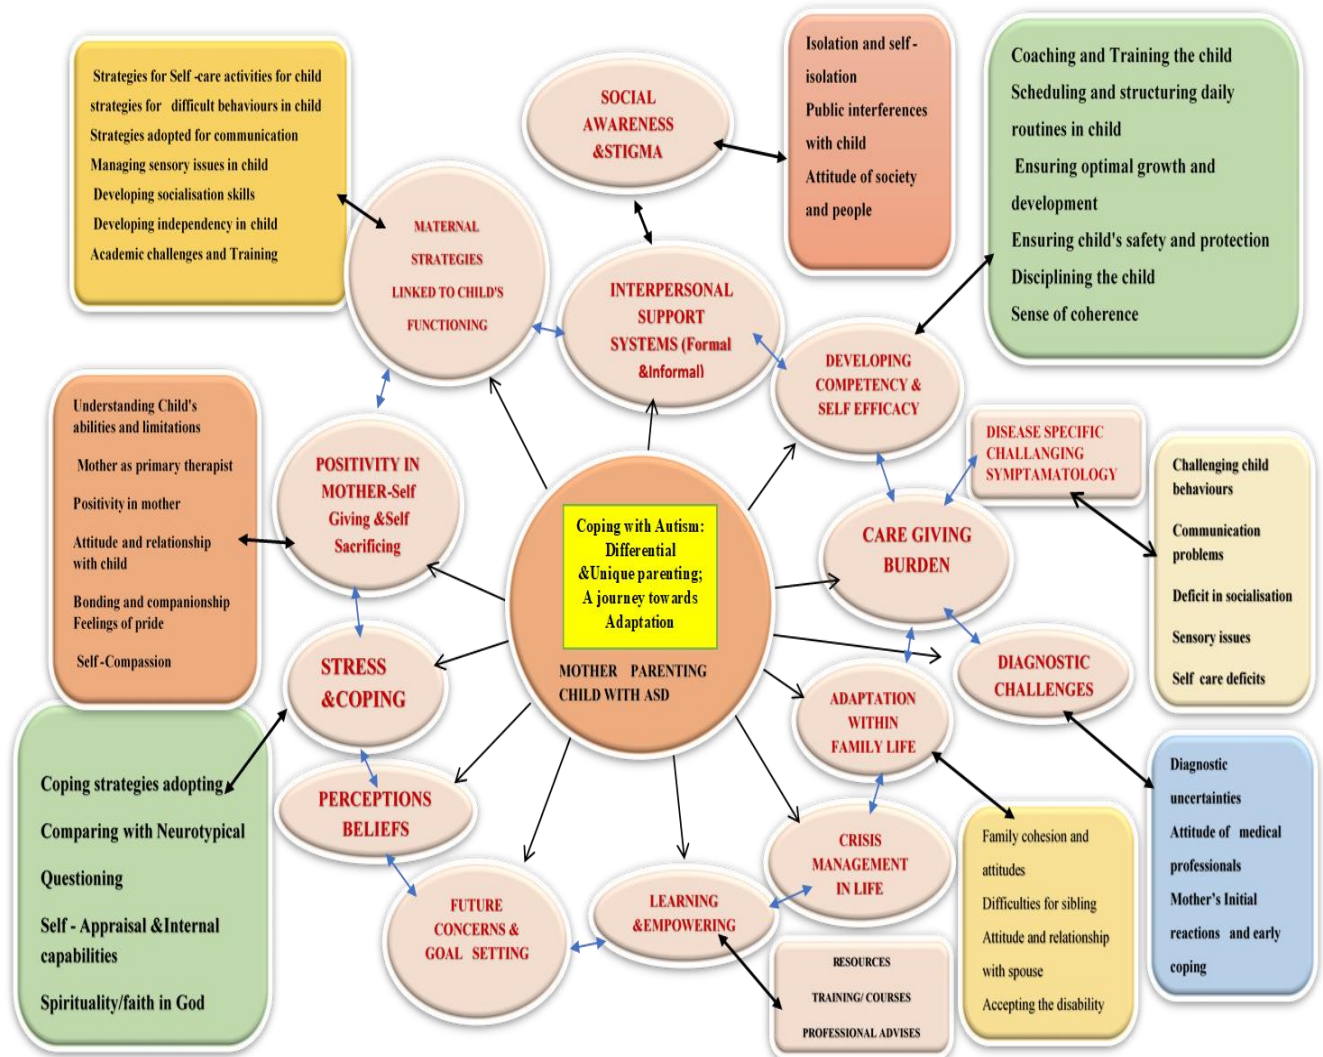 Strategies for Self -care activities for child
strategies for difficult behaviours in child
Strategies adopted for communication
Managing sensory issues in child
Developing socialisation skills
Developing independency in child
Academic challenges and Training
SOCIAL
AWARENESS
&STIGMA
Isolation and self -
isolation
Public interferences
with child
Attitude of society
and people
Coaching and Training the child
Scheduling and structuring daily
routines in child
Ensuring optimal growth and
development
Ensuring child's safety and protection
Disciplining the child
Sense of coherence
MATERNAL
STRATEGIES
LINKED TO CHILD'S
FUNCTIONING
INTERPERSONAL
SUPPORT
SYSTEMS (Formal
&Informal)
DEVELOPING
COMPETENCY &
SELF EFFICACY
Understanding Child's
abilities and limitations
Mother as primary therapist
Positivity in mother
Attitude and relationship
with child
Bonding and companionship
Feelings of pride
Self -Compassion
POSITIVITY IN
MOTHER-Self
Giving &Self
Sacrificing
Coping with Autism:
Differential
&Unique parenting;
A journey towards
Adaptation
MOTHER PARENTING
CHILD WITH ASD
CARE GIVING
BURDEN
DISEASE SPECIFIC
CHALLANGING
SYMPTAMATOLOGY
Challenging child
behaviours
Communication
problems
Deficit in socialisation
Sensory issues
Self care deficits
STRESS
&COPING
DIAGNOSTIC
CHALLENGES
ADAPTATION
WITHIN
FAMILY LIFE
Coping strategies adopting
Comparing with Neurotypical
Questioning
Self - Appraisal &Internal
capabilities
Spirituality/faith in God
PERCEPTIONS
BELIEFS
FUTURE
CONCERNS &
GOAL SETTING
LEARNING
&EMPOWERING
CRISIS
MANAGEMENT
IN LIFE
RESOURCES
TRAINING/ COURSES
PROFESSIONAL ADVISES
Family cohesion and
attitudes
Difficulties for sibling
Attitude and relationship
with spouse
Accepting the disability
Diagnostic
uncertainties
Attitude of medical
professionals
Mother's Initial
reactions and early
coping